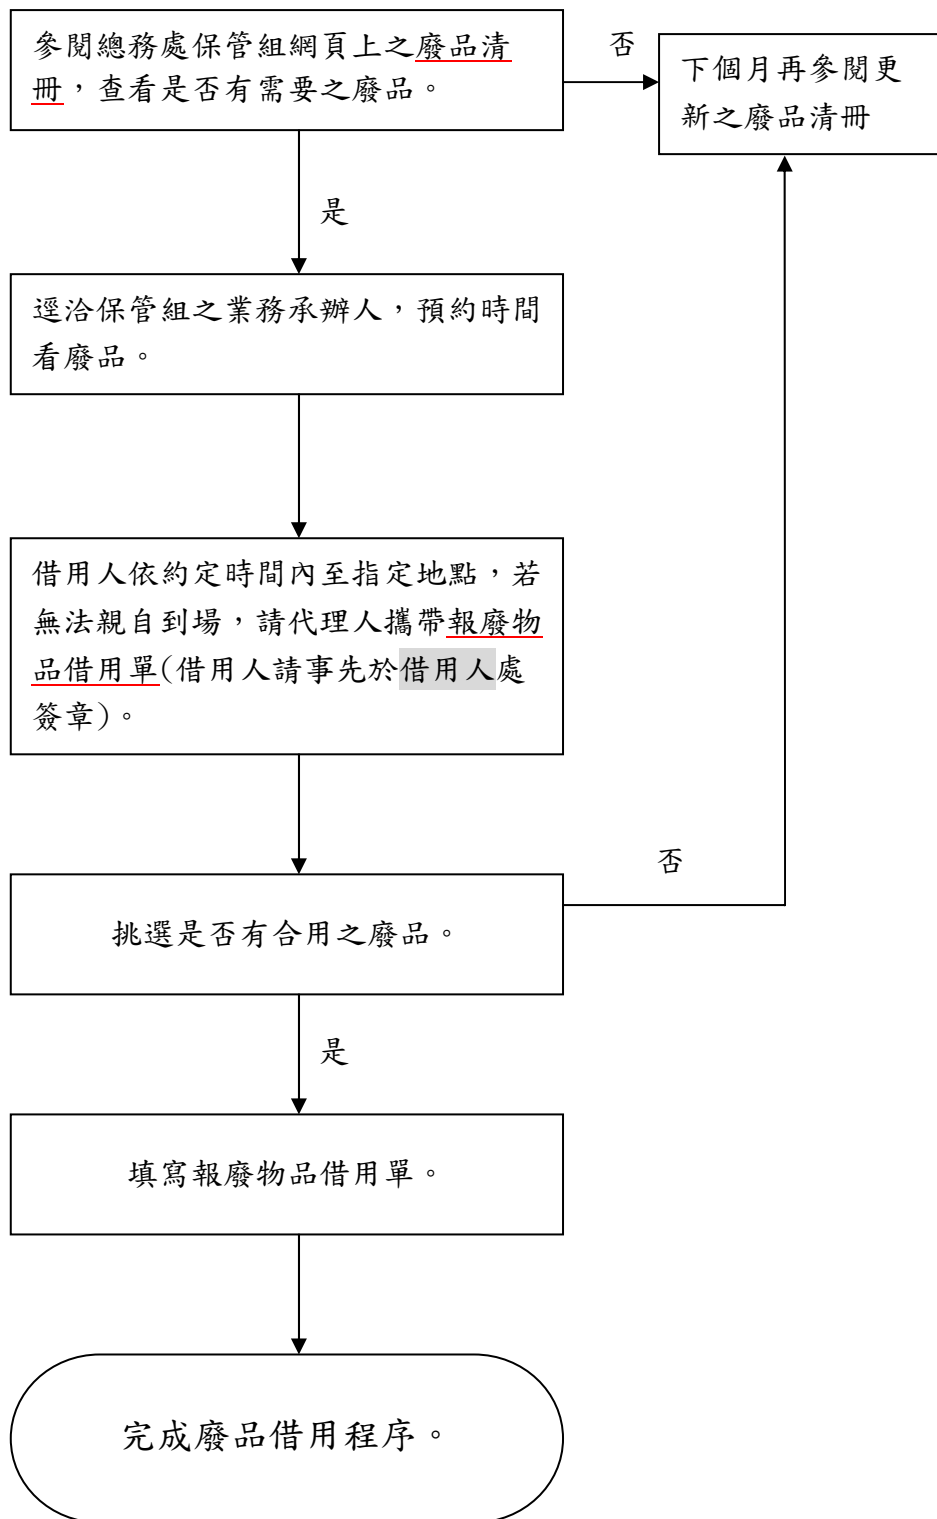 參閱總務處保管組網頁上之廢品清
冊，查看是否有需要之廢品。
否
下個月再參閱更
新之廢品清冊
是
逕洽保管組之業務承辦人，預約時間
看廢品。
借用人依約定時間內至指定地點，若
無法親自到場，請代理人攜帶報廢物
品借用單(借用人請事先於借用人處
簽章)。
否
挑選是否有合用之廢品。
是
填寫報廢物品借用單。
完成廢品借用程序。